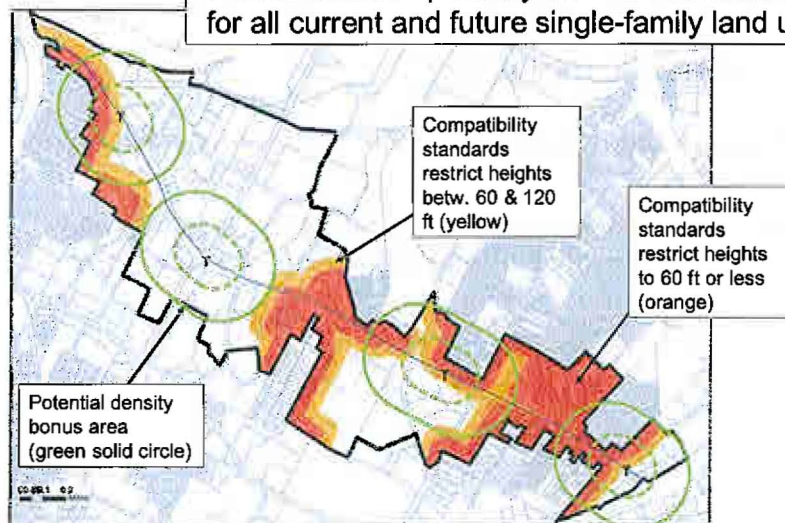 for all current and future single-family land u
Compatibility
standards
restrict heights
betw. 60 & 120
ft (yellow)
Compatibility
standards
restrict heights
to 60 ft or less
(orange)
Potential density
bonus area
(green solid circle)